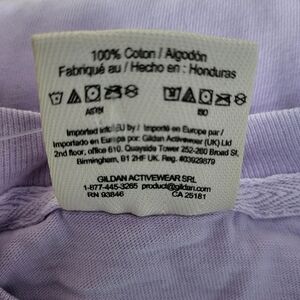 100% Coton / Algodón
Fabriqué au / Hecho en : Honduras
ASTM ISO
Imported info (EU) by / Importé en Europe par /
Importado en Europa por: Gildan Activewear (UK) Ltd
2nd floor, office 610. Quayside Tower 252-260 Broad St,
Birmingham, B1 2HF UK. Reg. #03929879
GILDAN ACTIVEWEAR SRL
1-877-445-3265 product@gildan.com
RN 93846 CA 25181